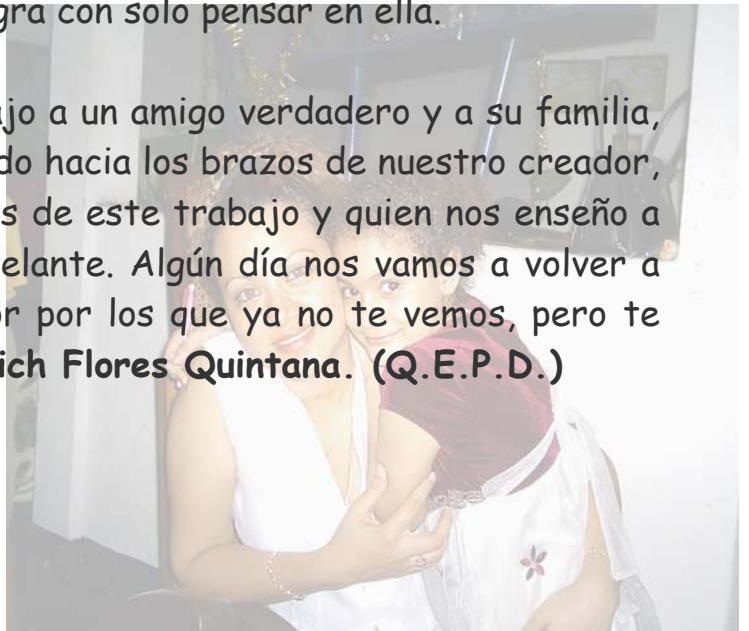 gra con solo pensar en ella.
ajo a un amigo verdadero y a su familia,
do hacia los brazos de nuestro creador,
s de este trabajo y quien nos enseño a
elante. Algún día nos vamos a volver a
or por los que ya no te vemos, pero te
ich Flores Quintana. (Q.E.P.D.)